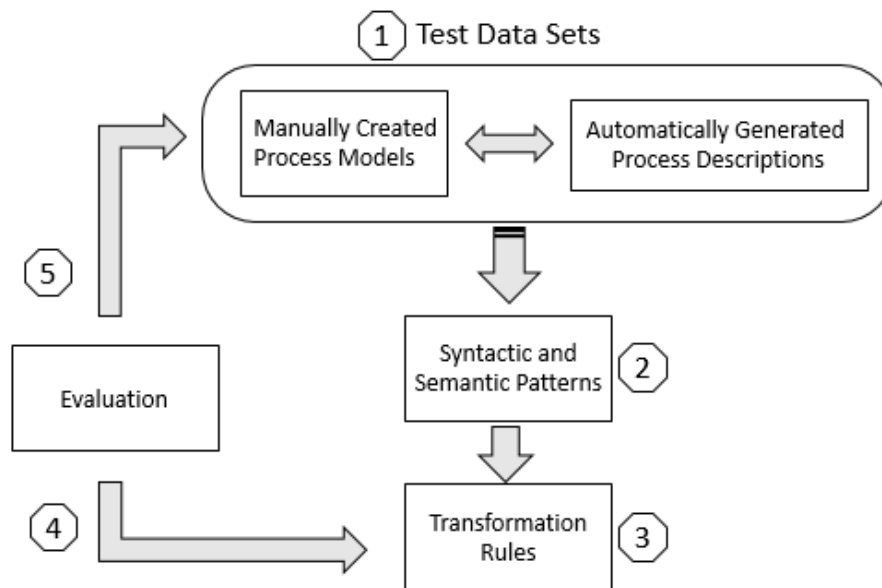 1 Test Data Sets
Manually Created
Process Models
Automatically Generated
Process Descriptions
5
Syntactic and
Semantic Patterns
2
Evaluation
4
Transformation
Rules
3